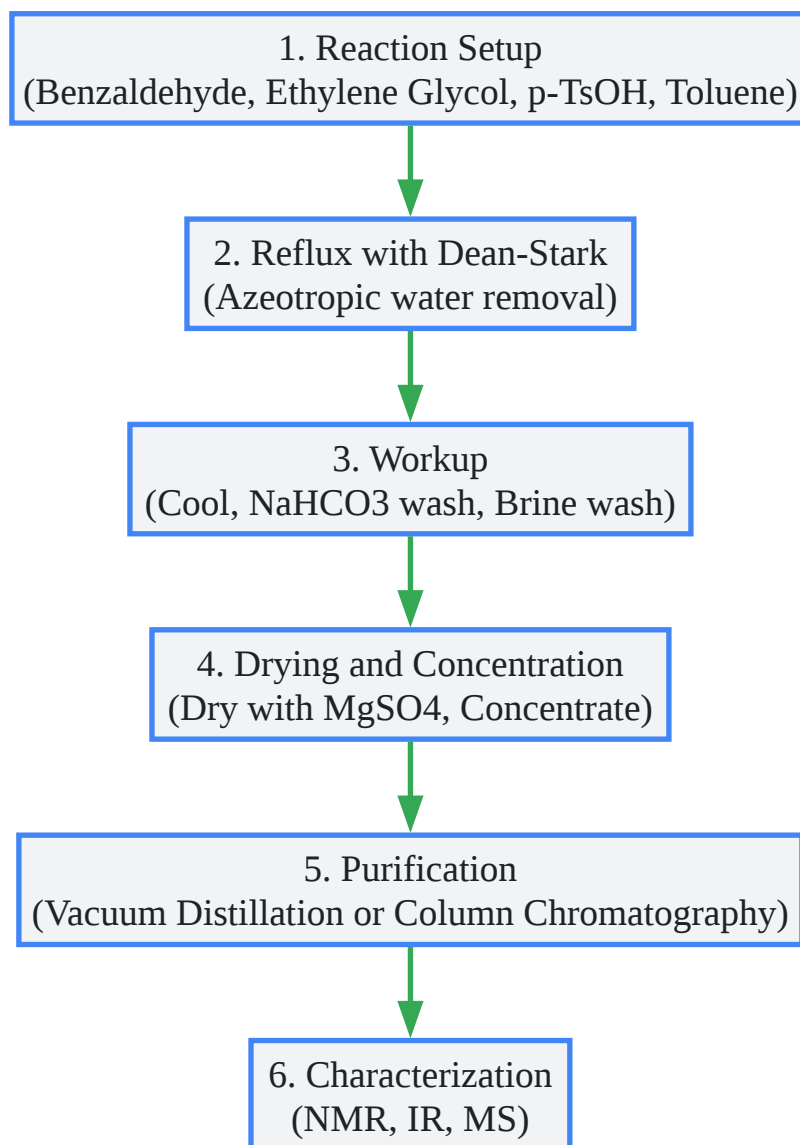 1. Reaction Setup
(Benzaldehyde, Ethylene Glycol, p-TsOH, Toluene)
2. Reflux with Dean-Stark
(Azeotropic water removal)
3. Workup
(Cool, NaHCO3 wash, Brine wash)
4. Drying and Concentration
(Dry with MgSO4, Concentrate)
5. Purification
(Vacuum Distillation or Column Chromatography)
6. Characterization
(NMR, IR, MS)